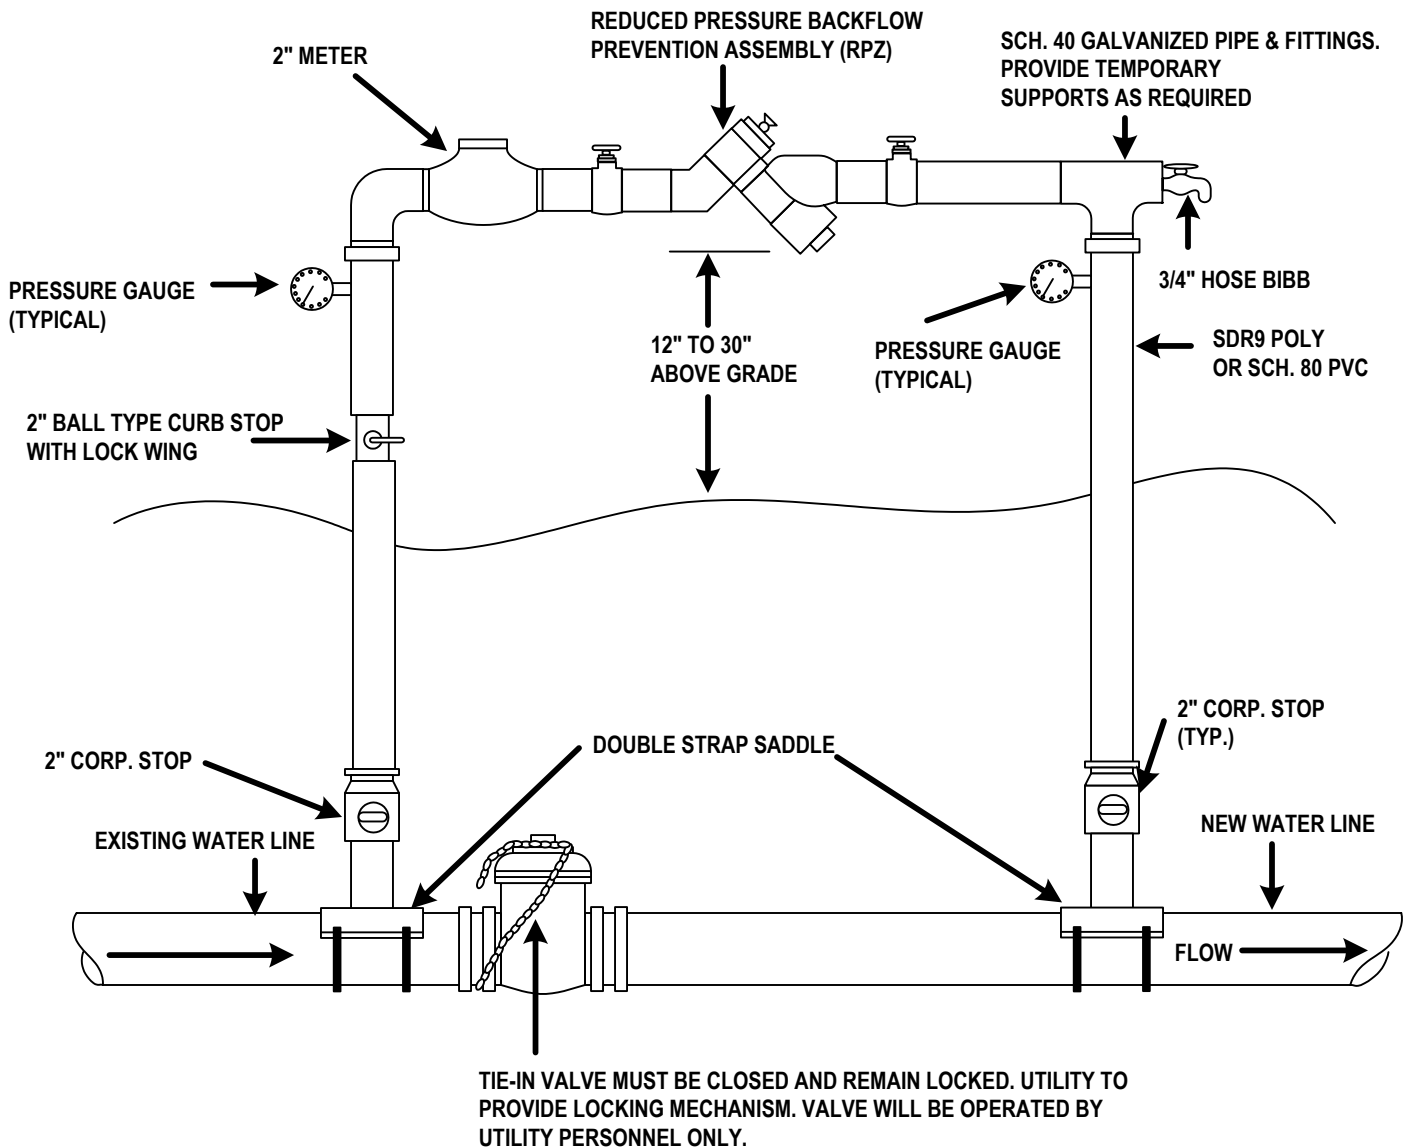 REDUCED PRESSURE BACKFLOW
PREVENTION ASSEMBLY (RPZ)
2" METER
SCH. 40 GALVANIZED PIPE & FITTINGS.
PROVIDE TEMPORARY
SUPPORTS AS REQUIRED
PRESSURE GAUGE
(TYPICAL)
3/4" HOSE BIBB
12" TO 30"
ABOVE GRADE
PRESSURE GAUGE
(TYPICAL)
SDR9 POLY
OR SCH. 80 PVC
2" BALL TYPE CURB STOP
WITH LOCK WING
2" CORP. STOP
DOUBLE STRAP SADDLE
2" CORP. STOP
(TYP.)
EXISTING WATER LINE
NEW WATER LINE
FLOW
TIE-IN VALVE MUST BE CLOSED AND REMAIN LOCKED. UTILITY TO
PROVIDE LOCKING MECHANISM. VALVE WILL BE OPERATED BY
UTILITY PERSONNEL ONLY.